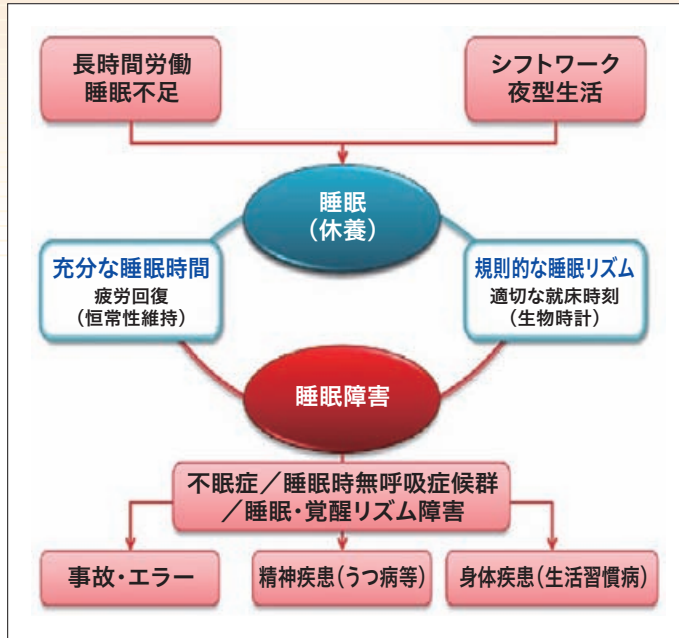 長時間労働
睡眠不足
シフトワーク
夜型生活
睡眠
（休養）
充分な睡眠時間
疲労回復
（恒常性維持）
規則的な睡眠リズム
適切な就床時刻
（生物時計）
睡眠障害
不眠症／睡眠時無呼吸症候群
／睡眠・覚醒リズム障害
事故・エラー
精神疾患（うつ病等）
身体疾患（生活習慣病）